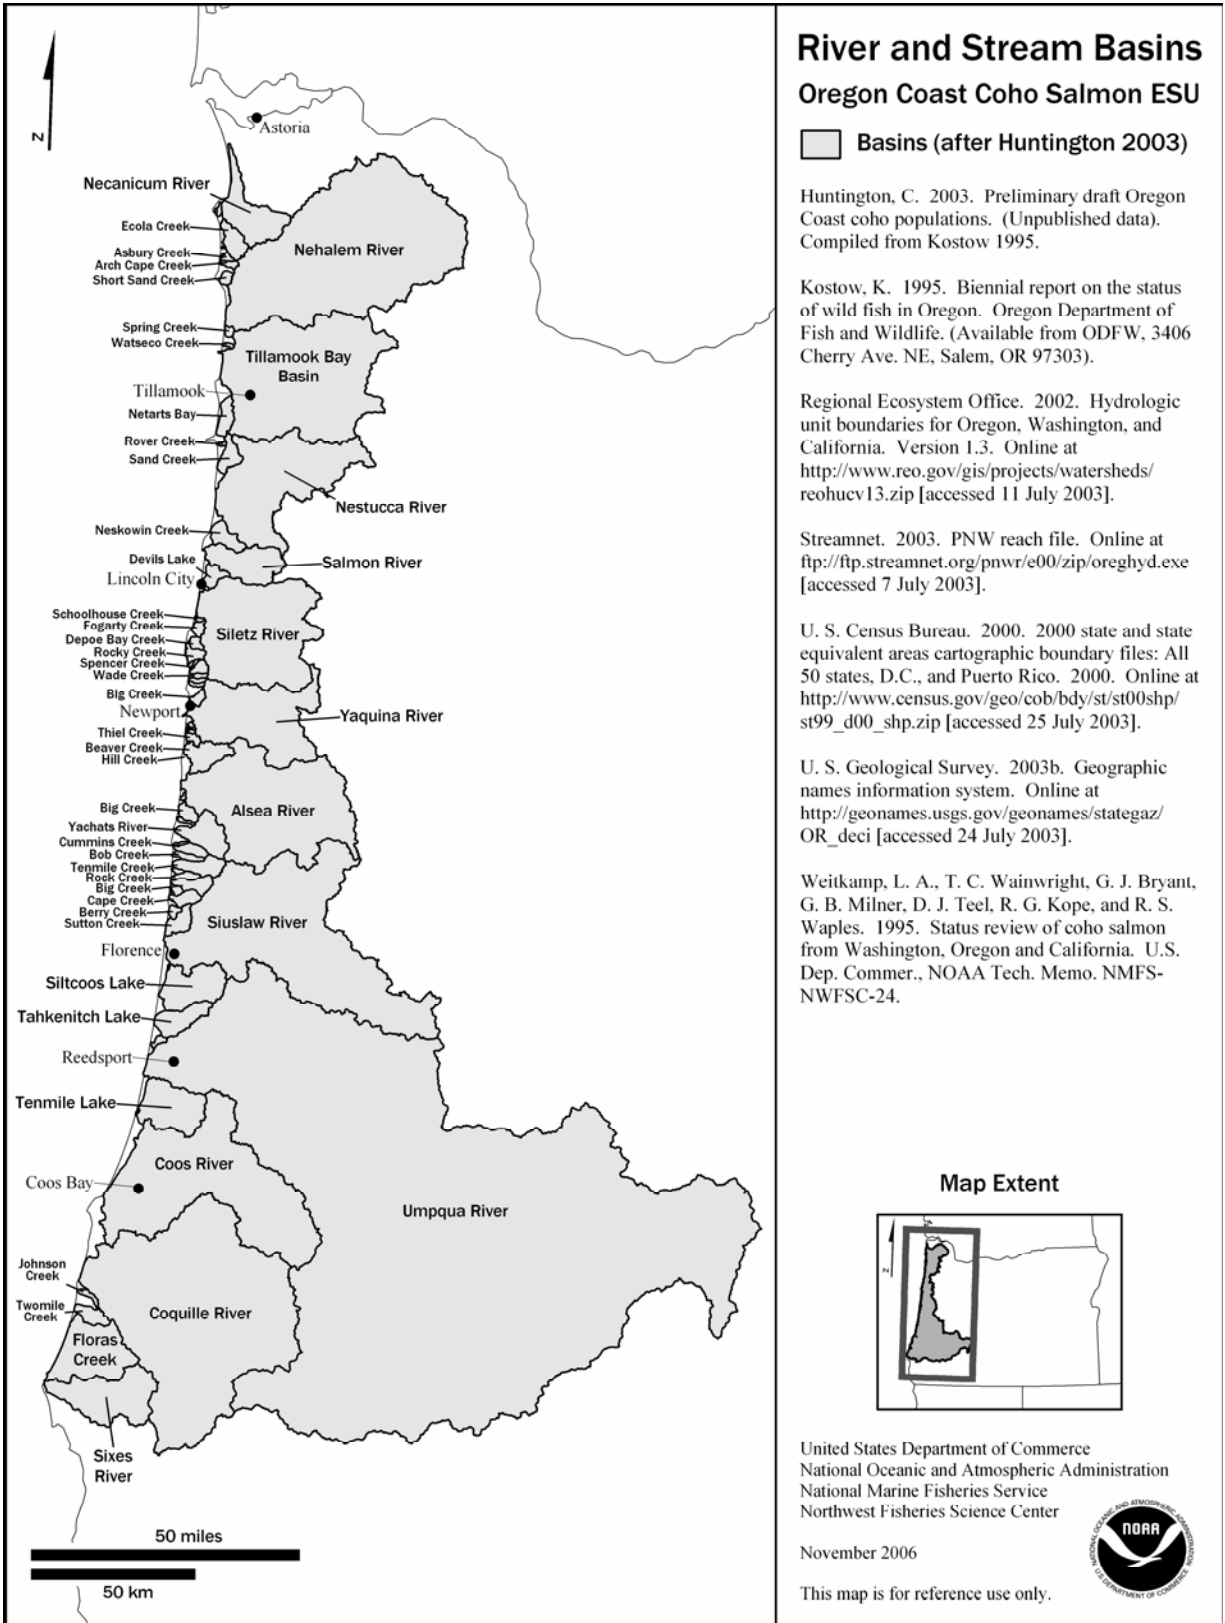 River and Stream Basins
Oregon Coast Coho Salmon ESU
Basins (after Huntington 2003)
Huntington, C. 2003. Preliminary draft Oregon
Coast coho populations. (Unpublished data).
Compiled from Kostow 1995.
Kostow, K. 1995. Biennial report on the status
of wild fish in Oregon. Oregon Department of
Fish and Wildlife. (Available from ODFW, 3406
Cherry Ave. NE, Salem, OR 97303).
Regional Ecosystem Office. 2002. Hydrologic
unit boundaries for Oregon, Washington, and
California. Version 1.3. Online at
http://www.reo.gov/gis/projects/watersheds/
reohucv13.zip [accessed 11 July 2003].
Streamnet. 2003. PNW reach file. Online at
ftp://ftp.streamnet.org/pnwr/e00/zip/oreghyd.exe
[accessed 7 July 2003].
U. S. Census Bureau. 2000. 2000 state and state
equivalent areas cartographic boundary files: All
50 states, D.C., and Puerto Rico. 2000. Online at
http://www.census.gov/geo/cob/bdy/st/st00shp/
st99_d00_shp.zip [accessed 25 July 2003].
U. S. Geological Survey. 2003b. Geographic
names information system. Online at
http://geonames.usgs.gov/geonames/stategaz/
OR_deci [accessed 24 July 2003].
Weitkamp, L. A., T. C. Wainwright, G. J. Bryant,
G. B. Milner, D. J. Teel, R. G. Kope, and R. S.
Waples. 1995. Status review of coho salmon
from Washington, Oregon and California. U.S.
Dep. Commer., NOAA Tech. Memo. NMFS-
NWFSC-24.
Map Extent
N
United States Department of Commerce
National Oceanic and Atmospheric Administration
National Marine Fisheries Service
Northwest Fisheries Science Center
November 2006
This map is for reference use only.
NATIONAL OCEANIC AND ATMOSPHERIC ADMINISTRATION
NOAA
U.S. DEPARTMENT OF COMMERCE
N
Astoria
Necanicum River
Ecola Creek
Nehalem River
Asbury Creek
Arch Cape Creek
Short Sand Creek
Spring Creek
Watseco Creek
Tillamook Bay
Basin
Tillamook
Netarts Bay
Rover Creek
Sand Creek
Nestucca River
Neskowin Creek
Devils Lake
Salmon River
Lincoln City
Schoolhouse Creek
Fogarty Creek
Siletz River
Depoe Bay Creek
Rocky Creek
Spencer Creek
Wade Creek
Big Creek
Newport
Yaquina River
Thiel Creek
Beaver Creek
Hill Creek
Big Creek
Alsea River
Yachats River
Cummins Creek
Bob Creek
Tenmile Creek
Rock Creek
Big Creek
Cape Creek
Berry Creek
Sutton Creek
Siuslaw River
Florence
Siltcoos Lake
Tahkenitch Lake
Reedsport
Tenmile Lake
Coos River
Coos Bay
Umpqua River
Johnson
Creek
Twomile
Creek
Coquille River
Floras
Creek
Sixes
River
50 miles
50 km